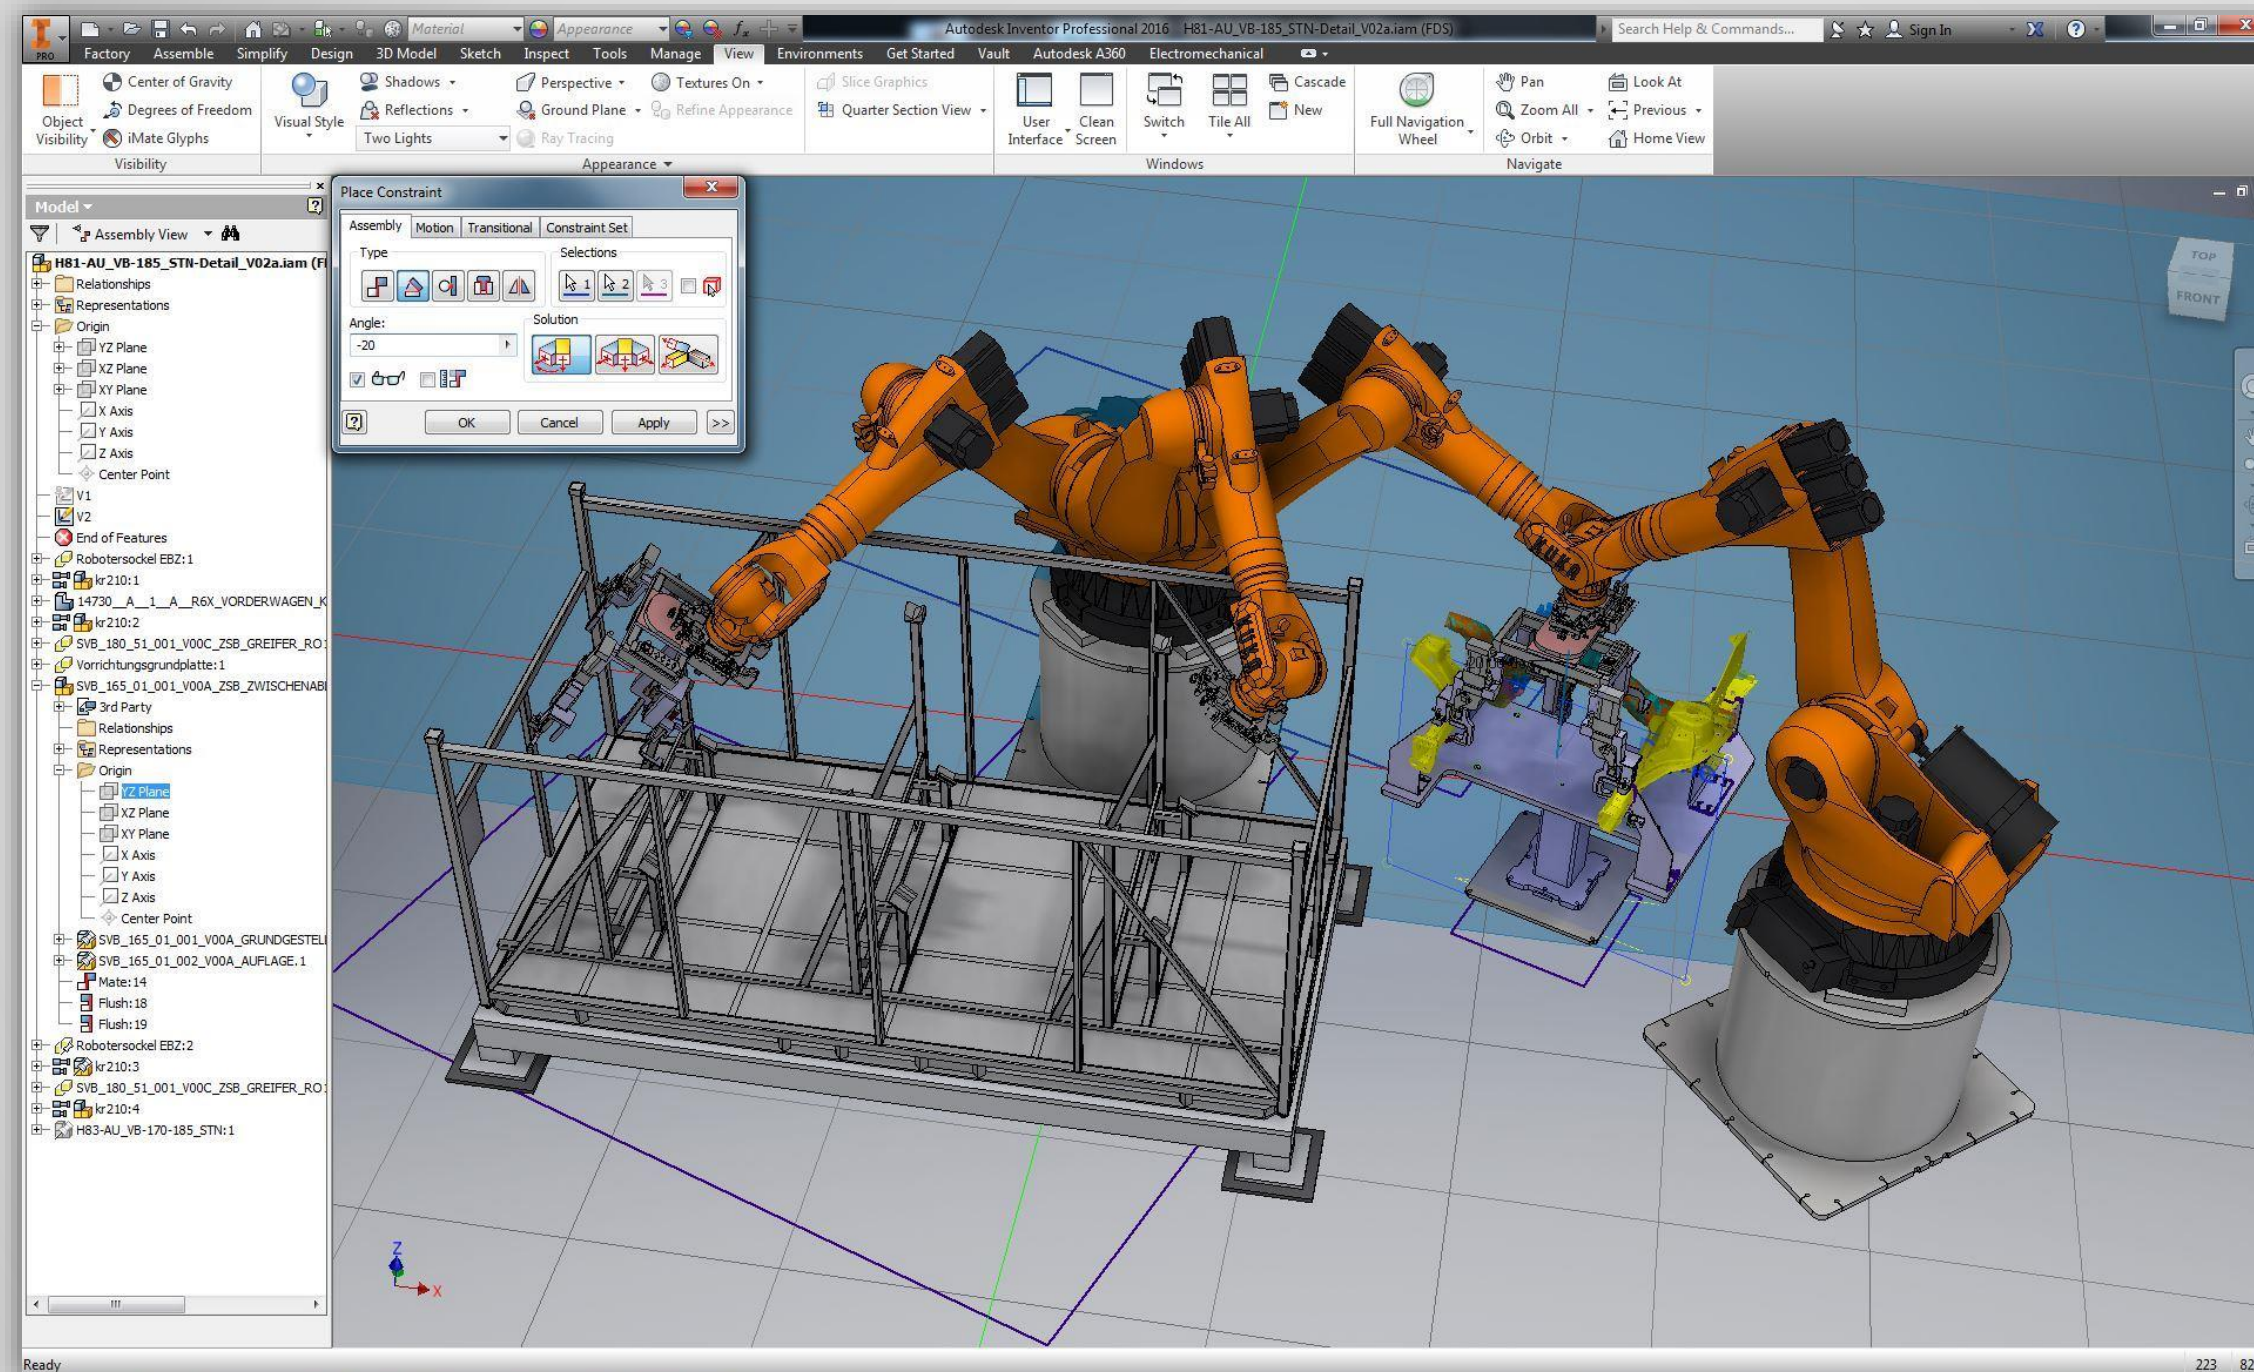 Material
Appearance
Autodesk Inventor Professional 2016 H81-AU_VB-185_STN-Detail_V02a.iam (FDS)
Search Help & Commands...
Sign In
PRO
Factory Assemble Simplify Design 3D Model Sketch Inspect Tools Manage View Environments Get Started Vault Autodesk A360 Electromechanical
Object Visibility
Center of Gravity
Degrees of Freedom
iMate Glyphs
Visibility
Visual Style
Shadows
Reflections
Two Lights
Perspective
Ground Plane
Ray Tracing
Textures On
Refine Appearance
Appearance
Slice Graphics
Quarter Section View
User Interface
Clean Screen
Switch
Tile All
Cascade
New
Windows
Full Navigation Wheel
Pan
Zoom All
Orbit
Look At
Previous
Home View
Navigate
Model
Assembly View
H81-AU_VB-185_STN-Detail_V02a.iam
Relationships
Representations
Origin
YZ Plane
XZ Plane
XY Plane
X Axis
Y Axis
Z Axis
Center Point
V1
V2
End of Features
Robotersockel EBZ:1
kr210:1
14730__A__1__A__R6X_VORDERWAGEN_K
kr210:2
SVB_180_51_001_V00C_ZSB_GREIFER_RO
Vorrichtungsgrundplatte:1
SVB_165_01_001_V00A_ZSB_ZWISCHENAB
3rd Party
Relationships
Representations
Origin
YZ Plane
XZ Plane
XY Plane
X Axis
Y Axis
Z Axis
Center Point
SVB_165_01_001_V00A_GRUNDGESTEL
SVB_165_01_002_V00A_AUFLAGE.1
Mate:14
Flush:18
Flush:19
Robotersockel EBZ:2
kr210:3
SVB_180_51_001_V00C_ZSB_GREIFER_RO
kr210:4
H83-AU_VB-170-185_STN:1
Place Constraint
Assembly Motion Transitional Constraint Set
Type
Selections
1 2 3
Angle:
-20
Solution
OK Cancel Apply >>
TOP
FRONT
KUKA
KUKA
Z
X
Ready
223 82